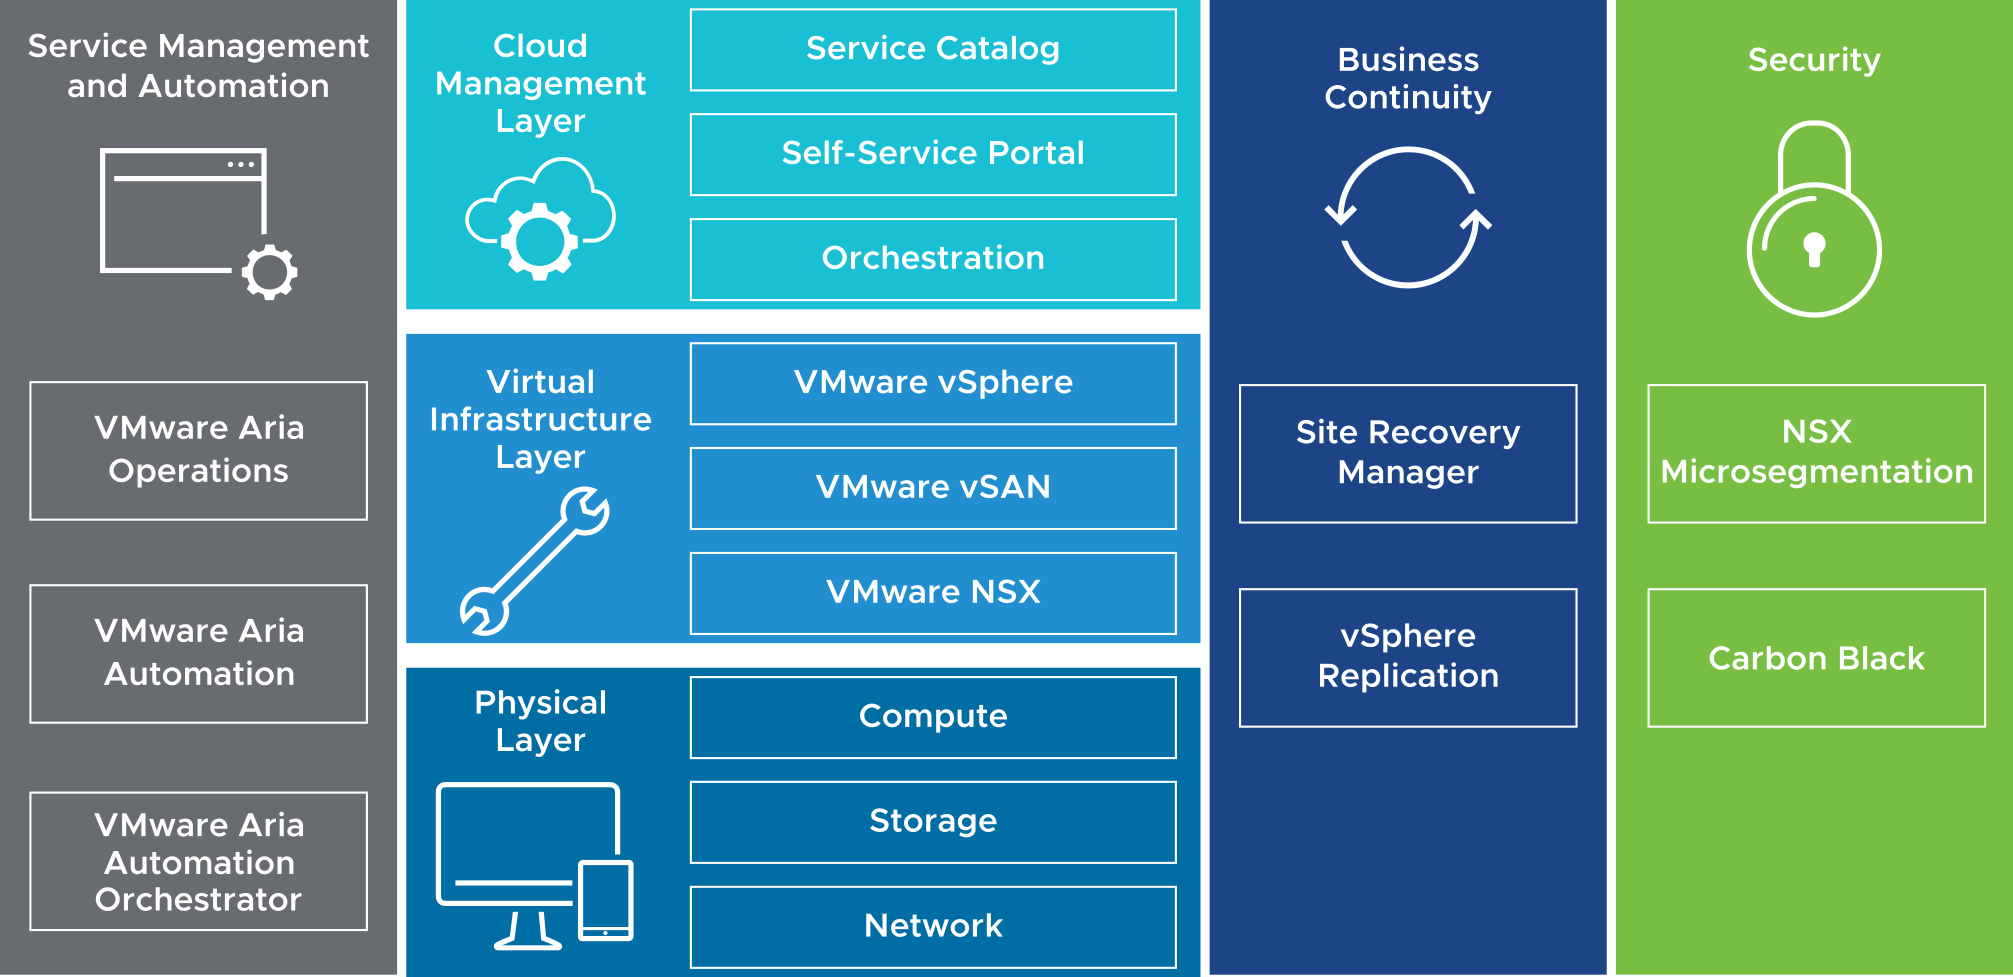 Service Management
and Automation
VMware Aria
Operations
VMware Aria
Automation
VMware Aria
Automation
Orchestrator
Cloud
Management
Layer
Service Catalog
Self-Service Portal
Orchestration
Virtual
Infrastructure
Layer
VMware vSphere
VMware vSAN
VMware NSX
Physical
Layer
Compute
Storage
Network
Business
Continuity
Site Recovery
Manager
vSphere
Replication
Security
NSX
Microsegmentation
Carbon Black